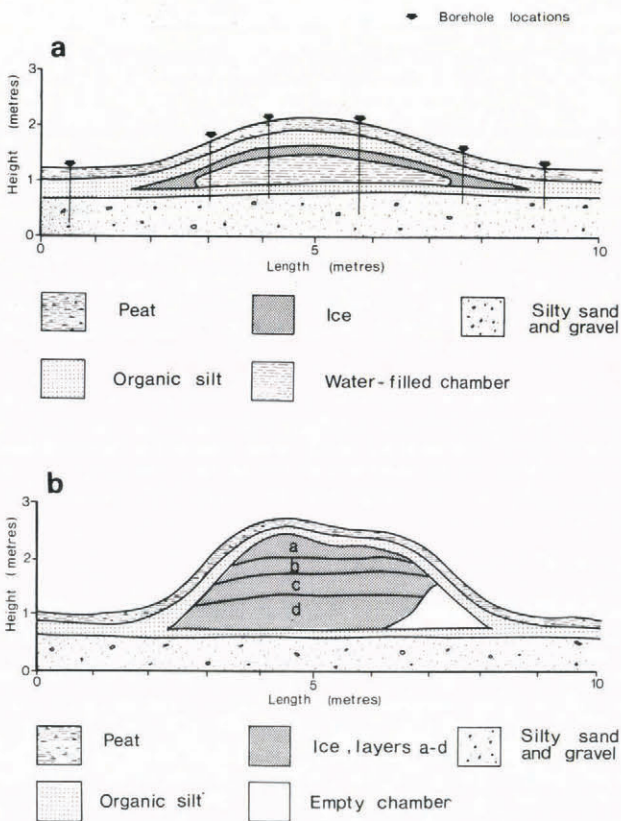 Borehole locations
a
3
2
1
0
Height (metres)
0
5
10
Length (metres)
Peat
Ice
Silty sand
and gravel
Organic silt
Water-filled chamber
b
3
2
1
0
Height (metres)
a
b
c
d
0
5
10
Length (metres)
Peat
Ice, layers a-d
Silty sand
and gravel
Organic silt
Empty chamber